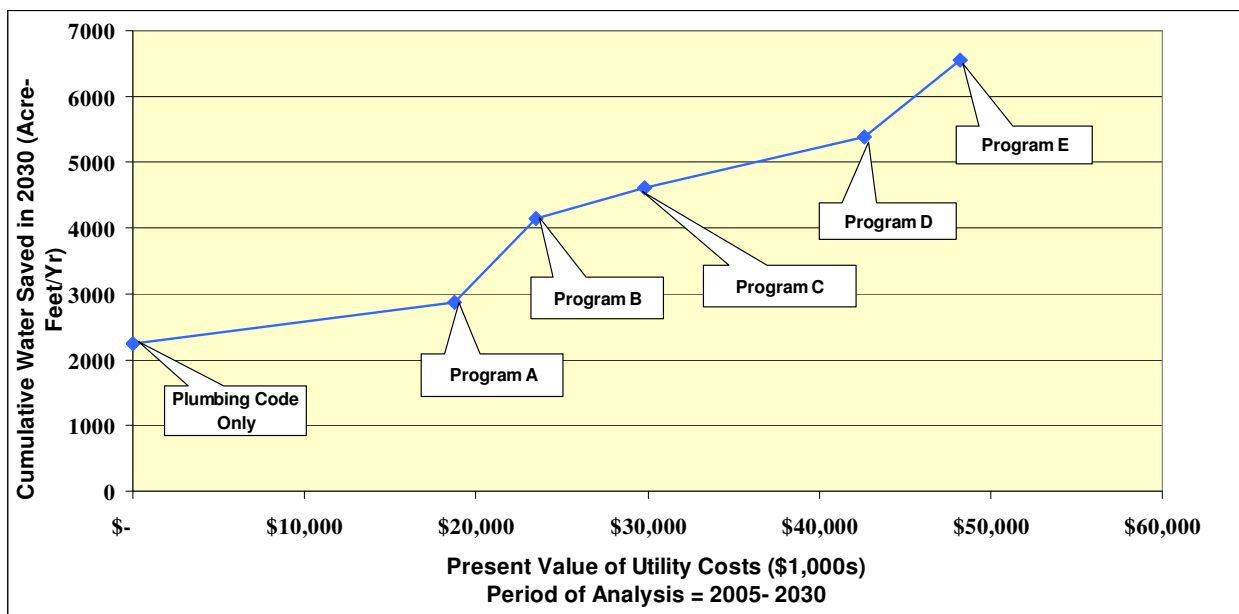 Cumulative Water Saved in 2030 (Acre-
Feet/Yr)
7000
6000
5000
4000
3000
2000
1000
0
Plumbing Code
Only
Program A
Program B
Program C
Program D
Program E
$-
$10,000
$20,000
$30,000
$40,000
$50,000
$60,000
Present Value of Utility Costs ($1,000s)
Period of Analysis = 2005- 2030